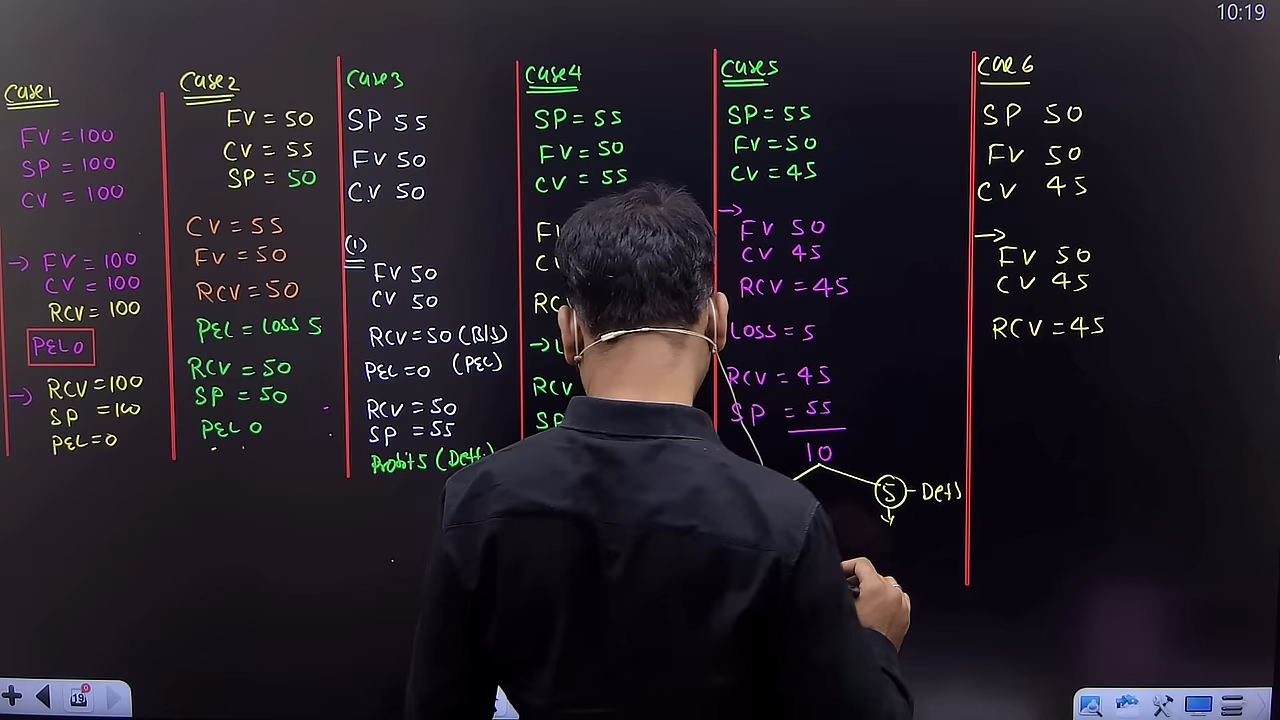 10:19
Case1
FV = 100
SP = 100
CV = 100
→ FV = 100
CV = 100
RCV = 100
P&L 0
→ RCV = 100
SP = 100
P&L = 0
Case2
FV = 50
CV = 55
SP = 50
CV = 55
FV = 50
RCV = 50
P&L = Loss 5
RCV = 50
SP = 50
P&L 0
Case3
SP 55
FV 50
CV 50
(1)
FV 50
CV 50
RCV = 50 (B/S)
P&L = 0 (P&L)
RCV = 50
SP = 55
Profit 5
Case4
SP = 55
FV = 50
CV = 55
RCV
SP
Case5
SP = 55
FV = 50
CV = 45
→ FV 50
CV 45
RCV = 45
Loss = 5
RCV = 45
SP = 55
10
5
Case 6
SP 50
FV 50
CV 45
→ FV 50
CV 45
RCV = 45
19